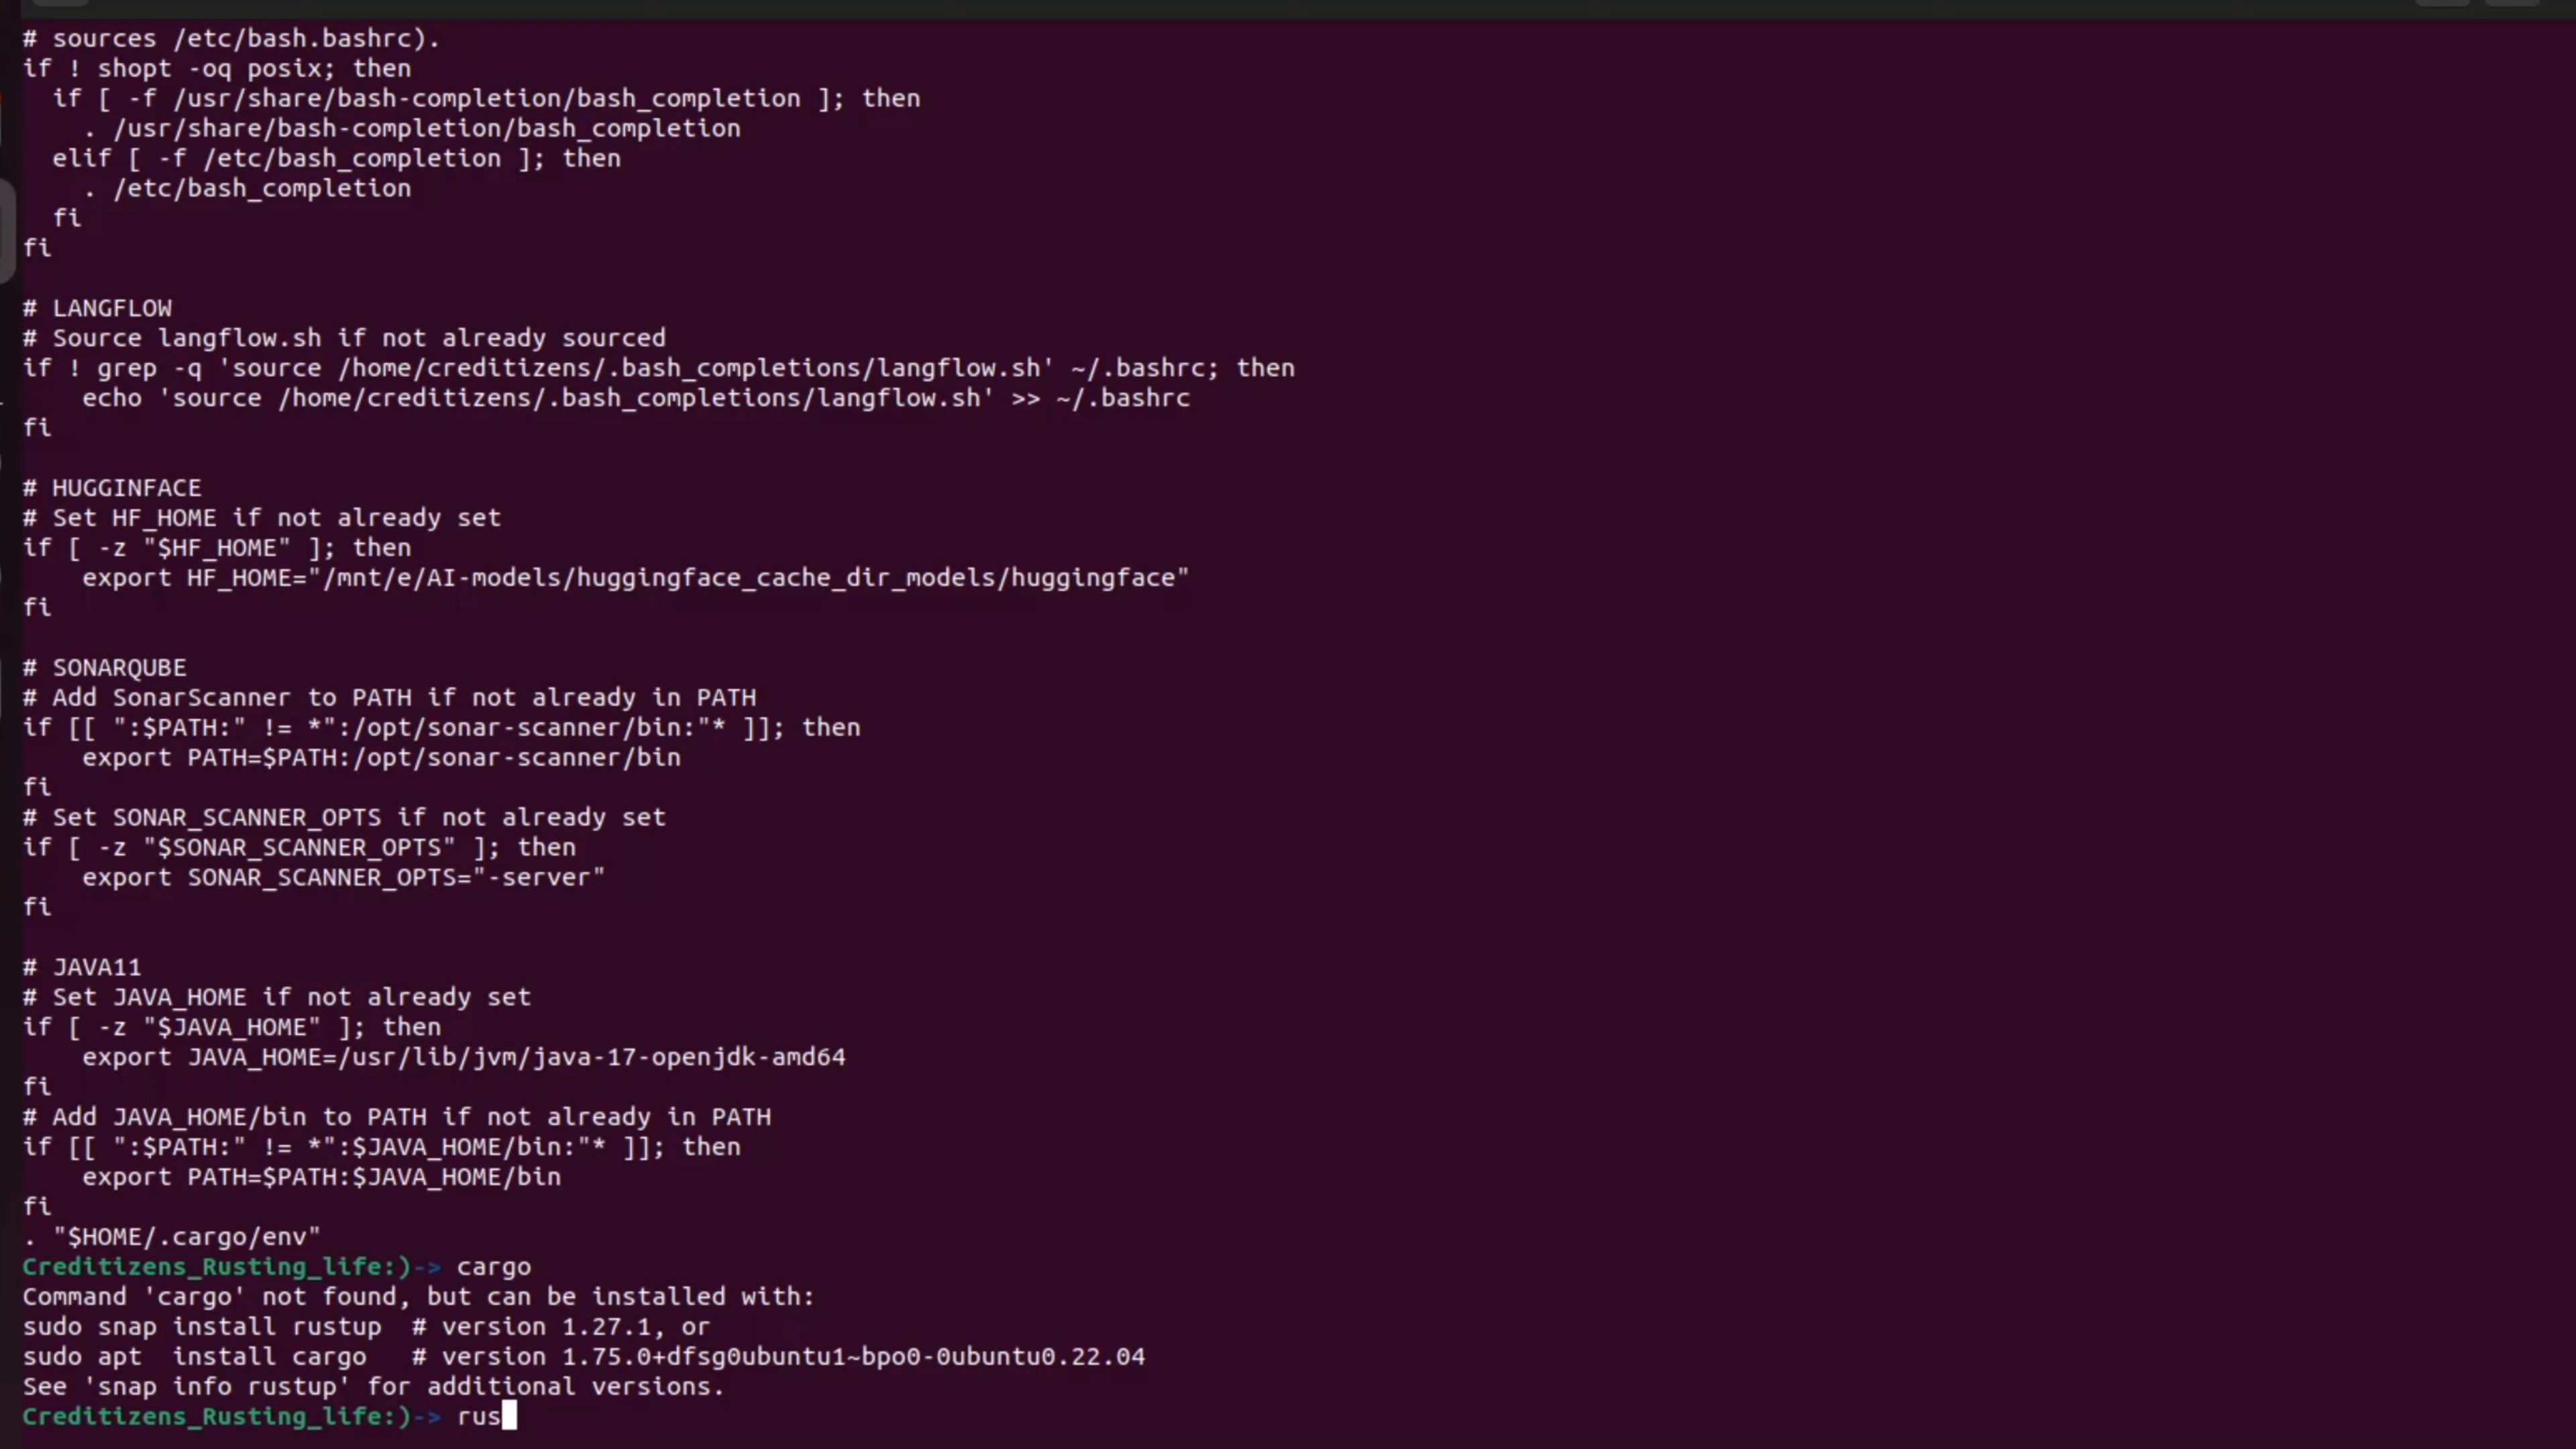 # sources /etc/bash.bashrc).
if ! shopt -oq posix; then
  if [ -f /usr/share/bash-completion/bash_completion ]; then
    . /usr/share/bash-completion/bash_completion
  elif [ -f /etc/bash_completion ]; then
    . /etc/bash_completion
  fi
fi

# LANGFLOW
# Source langflow.sh if not already sourced
if ! grep -q 'source /home/creditizens/.bash_completions/langflow.sh' ~/.bashrc; then
    echo 'source /home/creditizens/.bash_completions/langflow.sh' >> ~/.bashrc
fi

# HUGGINFACE
# Set HF_HOME if not already set
if [ -z "$HF_HOME" ]; then
    export HF_HOME="/mnt/e/AI-models/huggingface_cache_dir_models/huggingface"
fi

# SONARQUBE
# Add SonarScanner to PATH if not already in PATH
if [[ ":$PATH:" != *":/opt/sonar-scanner/bin:"* ]]; then
    export PATH=$PATH:/opt/sonar-scanner/bin
fi
# Set SONAR_SCANNER_OPTS if not already set
if [ -z "$SONAR_SCANNER_OPTS" ]; then
    export SONAR_SCANNER_OPTS="-server"
fi

# JAVA11
# Set JAVA_HOME if not already set
if [ -z "$JAVA_HOME" ]; then
    export JAVA_HOME=/usr/lib/jvm/java-17-openjdk-amd64
fi
# Add JAVA_HOME/bin to PATH if not already in PATH
if [[ ":$PATH:" != *":$JAVA_HOME/bin:"* ]]; then
    export PATH=$PATH:$JAVA_HOME/bin
fi
. "$HOME/.cargo/env"
Creditizens_Rusting_life:)-> cargo
Command 'cargo' not found, but can be installed with:
sudo snap install rustup  # version 1.27.1, or
sudo apt  install cargo   # version 1.75.0+dfsg0ubuntu1~bpo0-0ubuntu0.22.04
See 'snap info rustup' for additional versions.
Creditizens_Rusting_life:)-> rus